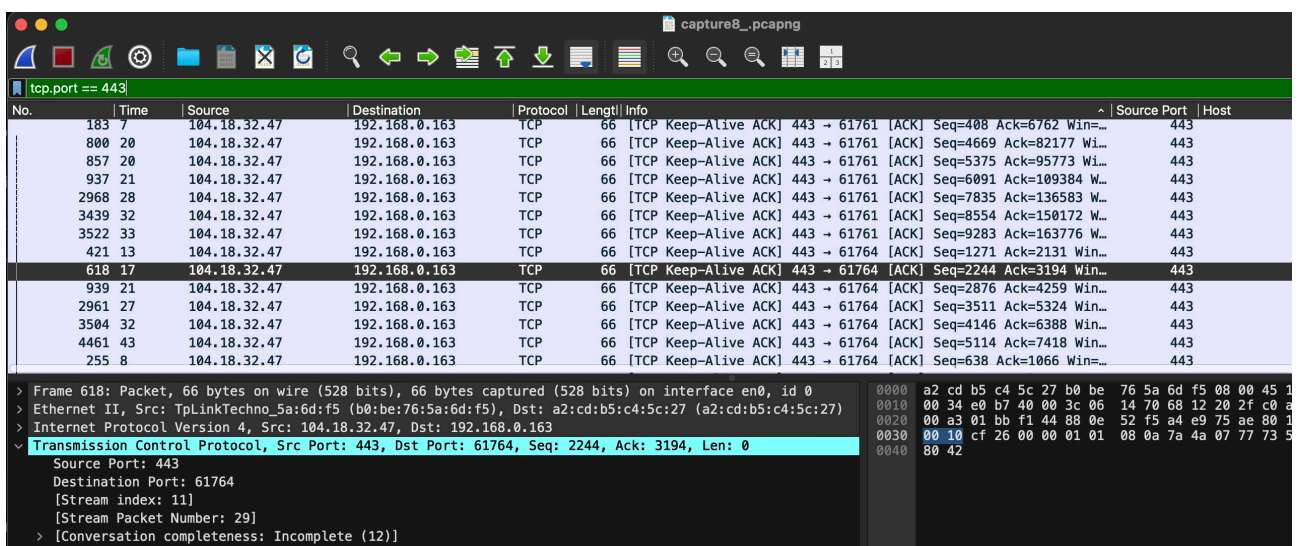 capture8_.pcapng
tcp.port == 443
No. Time Source Destination Protocol Lengtl Info Source Port Host
183 7 104.18.32.47 192.168.0.163 TCP 66 [TCP Keep-Alive ACK] 443 → 61761 [ACK] Seq=408 Ack=6762 Win=… 443
800 20 104.18.32.47 192.168.0.163 TCP 66 [TCP Keep-Alive ACK] 443 → 61761 [ACK] Seq=4669 Ack=82177 Wi… 443
857 20 104.18.32.47 192.168.0.163 TCP 66 [TCP Keep-Alive ACK] 443 → 61761 [ACK] Seq=5375 Ack=95773 Wi… 443
937 21 104.18.32.47 192.168.0.163 TCP 66 [TCP Keep-Alive ACK] 443 → 61761 [ACK] Seq=6091 Ack=109384 W… 443
2968 28 104.18.32.47 192.168.0.163 TCP 66 [TCP Keep-Alive ACK] 443 → 61761 [ACK] Seq=7835 Ack=136583 W… 443
3439 32 104.18.32.47 192.168.0.163 TCP 66 [TCP Keep-Alive ACK] 443 → 61761 [ACK] Seq=8554 Ack=150172 W… 443
3522 33 104.18.32.47 192.168.0.163 TCP 66 [TCP Keep-Alive ACK] 443 → 61761 [ACK] Seq=9283 Ack=163776 W… 443
421 13 104.18.32.47 192.168.0.163 TCP 66 [TCP Keep-Alive ACK] 443 → 61764 [ACK] Seq=1271 Ack=2131 Win… 443
618 17 104.18.32.47 192.168.0.163 TCP 66 [TCP Keep-Alive ACK] 443 → 61764 [ACK] Seq=2244 Ack=3194 Win… 443
939 21 104.18.32.47 192.168.0.163 TCP 66 [TCP Keep-Alive ACK] 443 → 61764 [ACK] Seq=2876 Ack=4259 Win… 443
2961 27 104.18.32.47 192.168.0.163 TCP 66 [TCP Keep-Alive ACK] 443 → 61764 [ACK] Seq=3511 Ack=5324 Win… 443
3504 32 104.18.32.47 192.168.0.163 TCP 66 [TCP Keep-Alive ACK] 443 → 61764 [ACK] Seq=4146 Ack=6388 Win… 443
4461 43 104.18.32.47 192.168.0.163 TCP 66 [TCP Keep-Alive ACK] 443 → 61764 [ACK] Seq=5114 Ack=7418 Win… 443
255 8 104.18.32.47 192.168.0.163 TCP 66 [TCP Keep-Alive ACK] 443 → 61764 [ACK] Seq=638 Ack=1066 Win=… 443
> Frame 618: Packet, 66 bytes on wire (528 bits), 66 bytes captured (528 bits) on interface en0, id 0
> Ethernet II, Src: TpLinkTechno_5a:6d:f5 (b0:be:76:5a:6d:f5), Dst: a2:cd:b5:c4:5c:27 (a2:cd:b5:c4:5c:27)
> Internet Protocol Version 4, Src: 104.18.32.47, Dst: 192.168.0.163
Transmission Control Protocol, Src Port: 443, Dst Port: 61764, Seq: 2244, Ack: 3194, Len: 0
Source Port: 443
Destination Port: 61764
[Stream index: 11]
[Stream Packet Number: 29]
> [Conversation completeness: Incomplete (12)]
0000 a2 cd b5 c4 5c 27 b0 be 76 5a 6d f5 08 00 45 1
0010 00 34 e0 b7 40 00 3c 06 14 70 68 12 20 2f c0 a
0020 00 a3 01 bb f1 44 88 0e 52 f5 a4 e9 75 ae 80 1
0030 00 10 cf 26 00 00 01 01 08 0a 7a 4a 07 77 73 5
0040 80 42